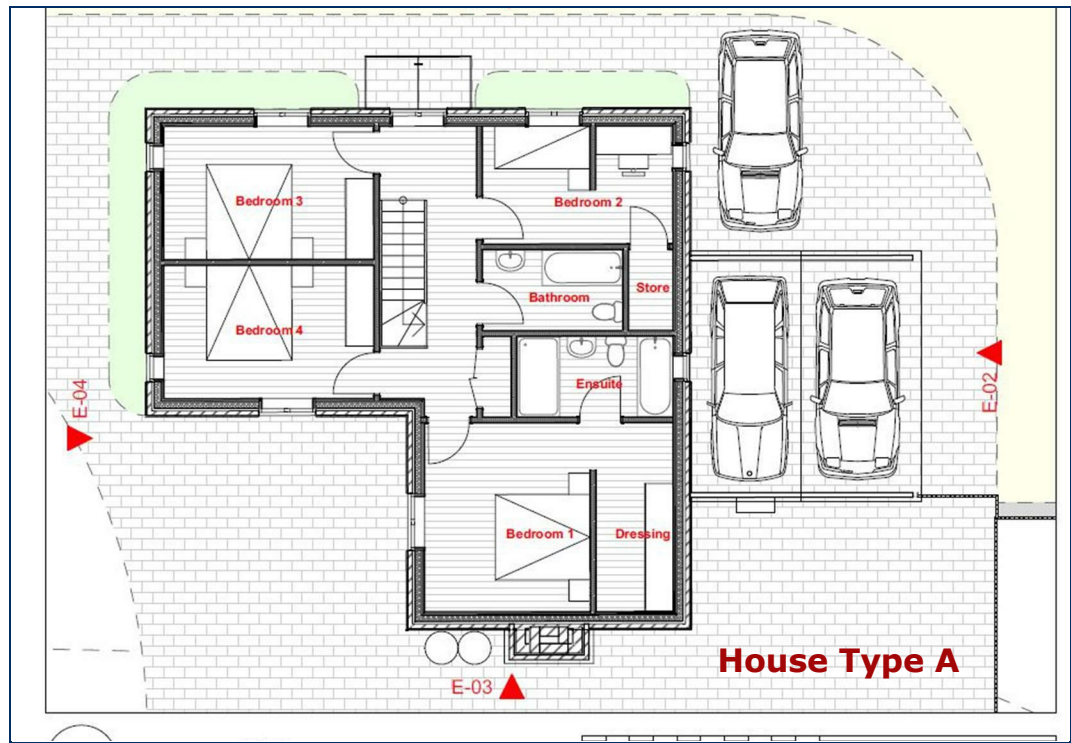 Bedroom 3
Bedroom 2
Store
Bathroom
Bedroom 4
Ensuite
E-04
E-02
Bedroom 1
Dressing
House Type A
E-03